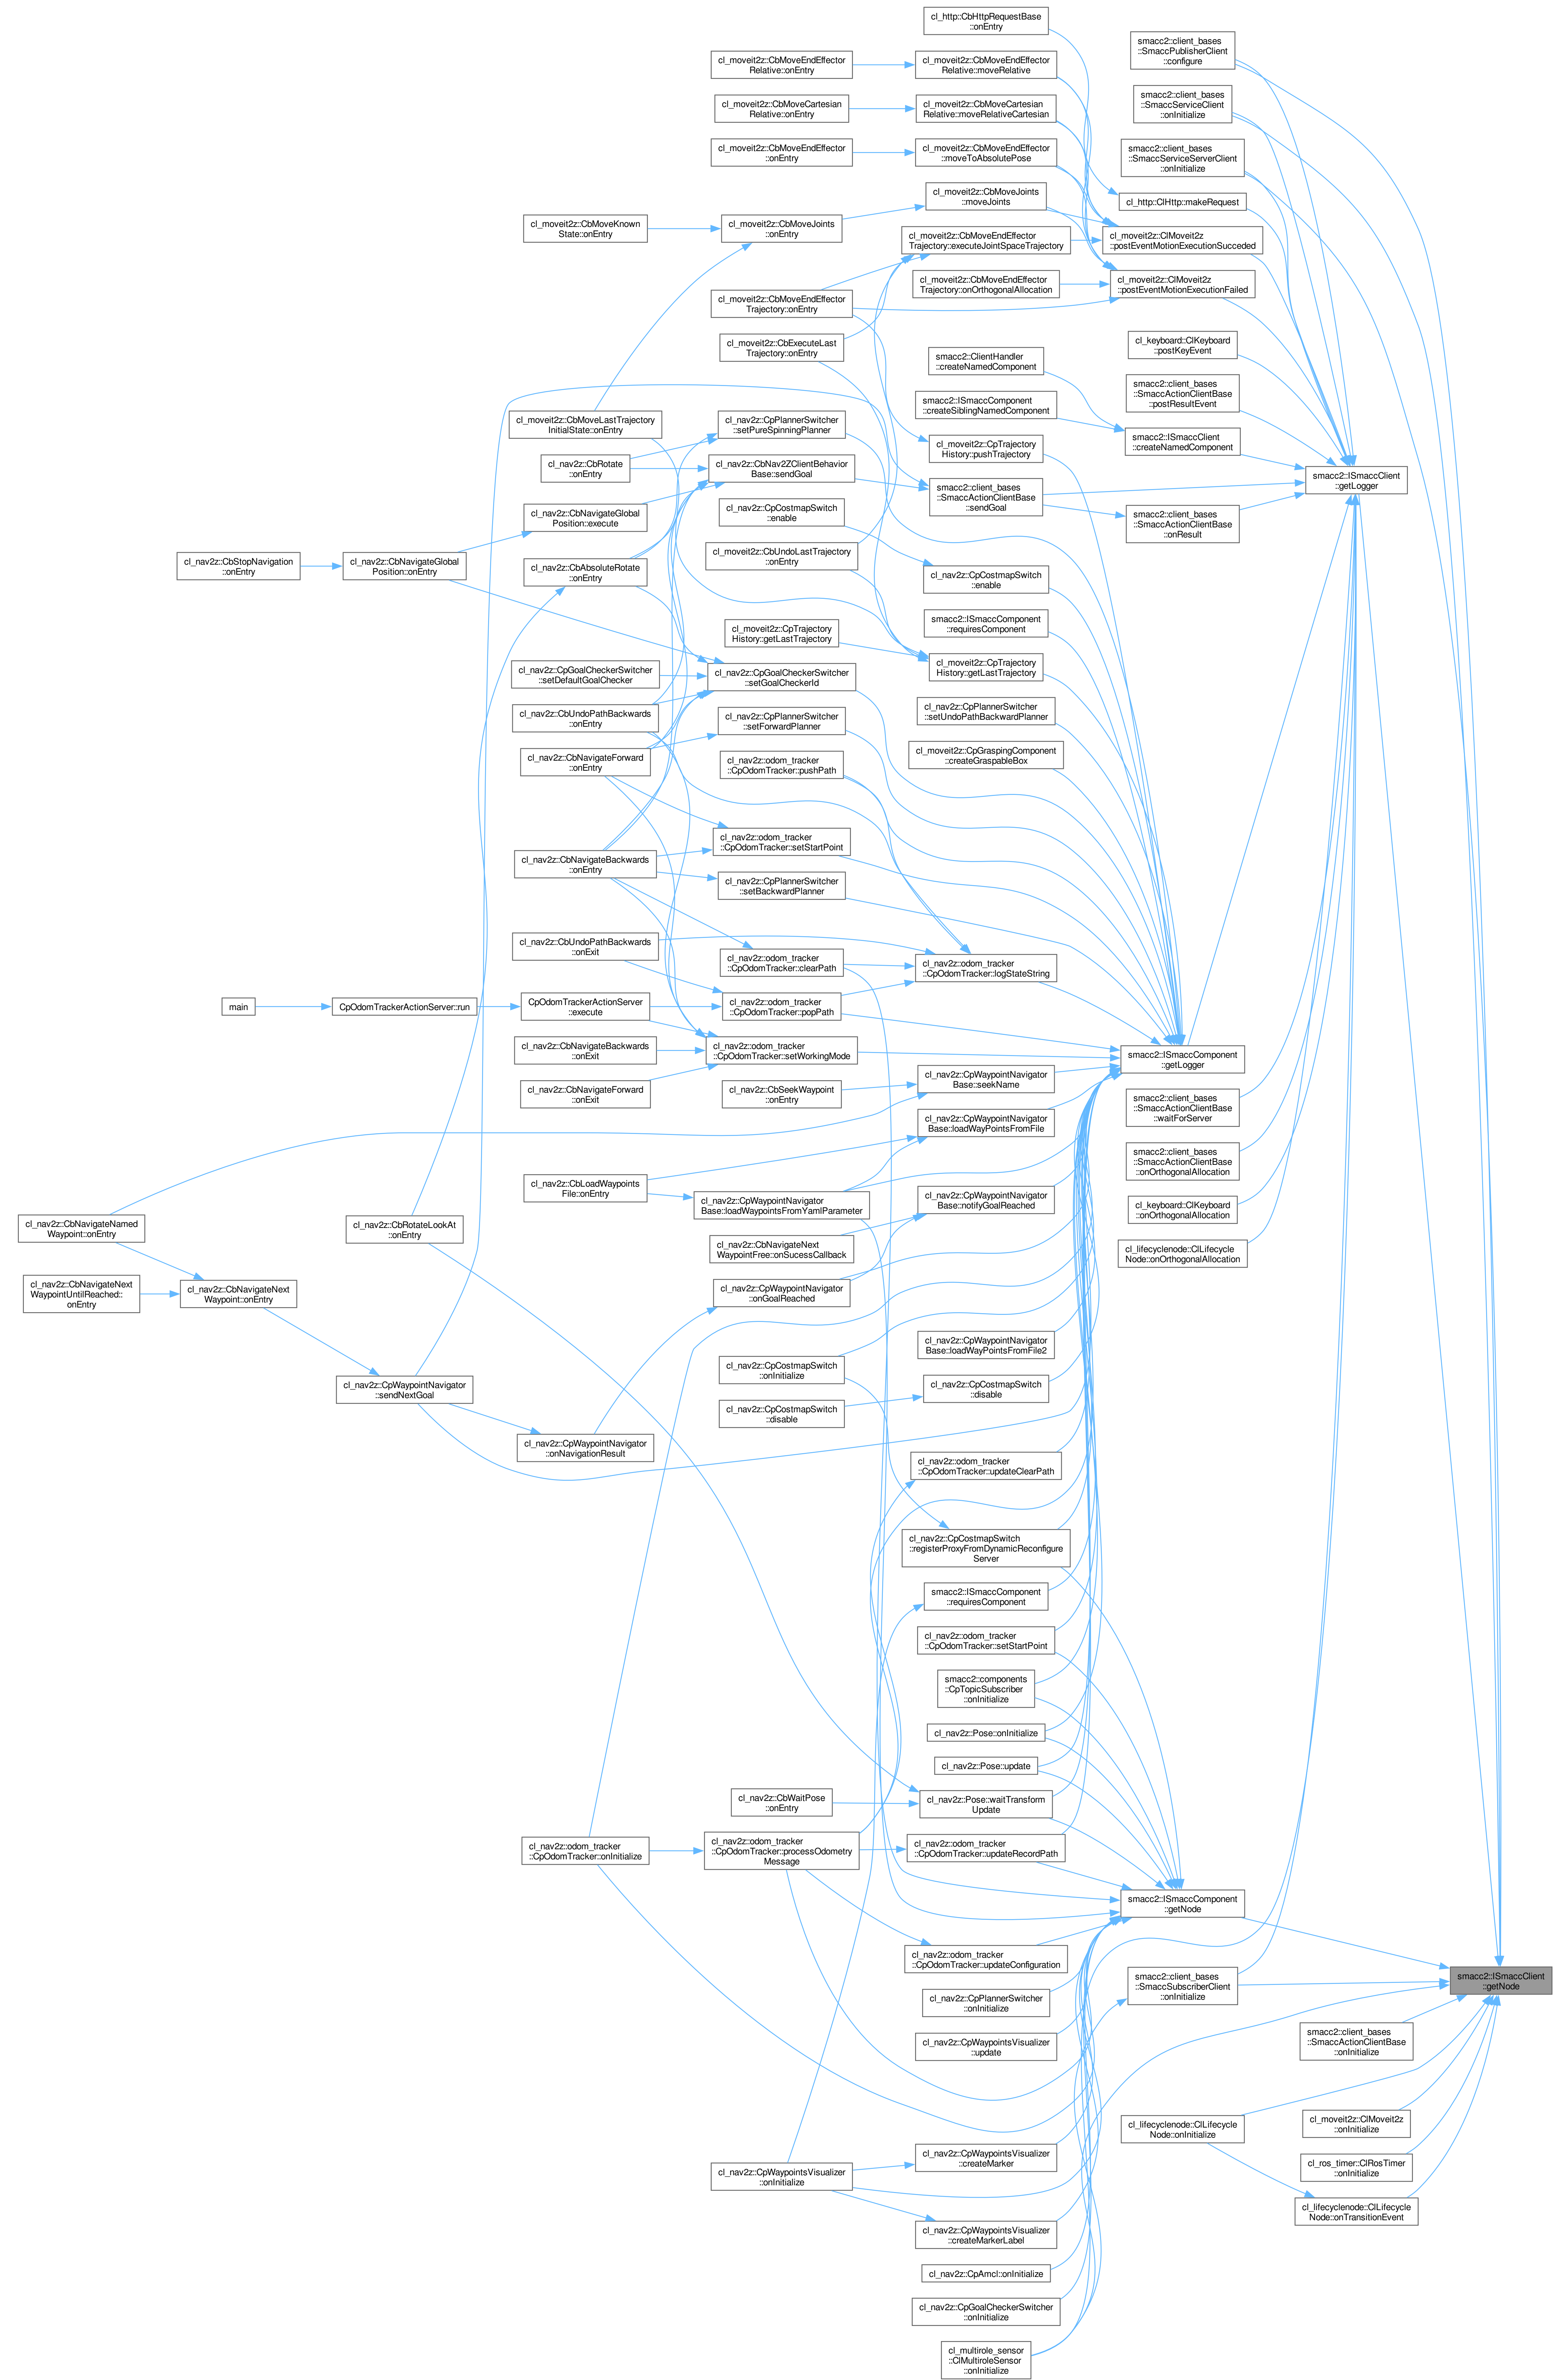 cl_http::CbHttpRequestBase
::onEntry
smacc2::client_bases
::SmaccPublisherClient
::configure
cl_moveit2z::CbMoveEndEffector
Relative::onEntry
cl_moveit2z::CbMoveEndEffector
Relative::moveRelative
cl_moveit2z::CbMoveCartesian
Relative::onEntry
cl_moveit2z::CbMoveCartesian
Relative::moveRelativeCartesian
smacc2::client_bases
::SmaccServiceClient
::onInitialize
cl_moveit2z::CbMoveEndEffector
::onEntry
cl_moveit2z::CbMoveEndEffector
::moveToAbsolutePose
smacc2::client_bases
::SmaccServiceServerClient
::onInitialize
cl_moveit2z::CbMoveJoints
::moveJoints
cl_http::ClHttp::makeRequest
cl_moveit2z::CbMoveKnown
State::onEntry
cl_moveit2z::CbMoveJoints
::onEntry
cl_moveit2z::CbMoveEndEffector
Trajectory::executeJointSpaceTrajectory
cl_moveit2z::ClMoveit2z
::postEventMotionExecutionSucceded
cl_moveit2z::CbMoveEndEffector
Trajectory::onOrthogonalAllocation
cl_moveit2z::ClMoveit2z
::postEventMotionExecutionFailed
cl_moveit2z::CbMoveEndEffector
Trajectory::onEntry
cl_moveit2z::CbExecuteLast
Trajectory::onEntry
cl_keyboard::ClKeyboard
::postKeyEvent
smacc2::ClientHandler
::createNamedComponent
smacc2::client_bases
::SmaccActionClientBase
::postResultEvent
smacc2::ISmaccComponent
::createSiblingNamedComponent
cl_moveit2z::CbMoveLastTrajectory
InitialState::onEntry
cl_nav2z::CpPlannerSwitcher
::setPureSpinningPlanner
cl_moveit2z::CpTrajectory
History::pushTrajectory
smacc2::ISmaccClient
::createNamedComponent
cl_nav2z::CbRotate
::onEntry
cl_nav2z::CbNav2ZClientBehavior
Base::sendGoal
smacc2::ISmaccClient
::getLogger
smacc2::client_bases
::SmaccActionClientBase
::sendGoal
cl_nav2z::CbNavigateGlobal
Position::execute
cl_nav2z::CpCostmapSwitch
::enable
smacc2::client_bases
::SmaccActionClientBase
::onResult
cl_nav2z::CbStopNavigation
::onEntry
cl_nav2z::CbNavigateGlobal
Position::onEntry
cl_nav2z::CbAbsoluteRotate
::onEntry
cl_moveit2z::CbUndoLastTrajectory
::onEntry
cl_nav2z::CpCostmapSwitch
::enable
cl_moveit2z::CpTrajectory
History::getLastTrajectory
smacc2::ISmaccComponent
::requiresComponent
cl_nav2z::CpGoalCheckerSwitcher
::setDefaultGoalChecker
cl_nav2z::CpGoalCheckerSwitcher
::setGoalCheckerId
cl_moveit2z::CpTrajectory
History::getLastTrajectory
cl_nav2z::CbUndoPathBackwards
::onEntry
cl_nav2z::CpPlannerSwitcher
::setForwardPlanner
cl_nav2z::CpPlannerSwitcher
::setUndoPathBackwardPlanner
cl_nav2z::CbNavigateForward
::onEntry
cl_nav2z::odom_tracker
::CpOdomTracker::pushPath
cl_moveit2z::CpGraspingComponent
::createGraspableBox
cl_nav2z::CbNavigateBackwards
::onEntry
cl_nav2z::odom_tracker
::CpOdomTracker::setStartPoint
cl_nav2z::CpPlannerSwitcher
::setBackwardPlanner
cl_nav2z::CbUndoPathBackwards
::onExit
cl_nav2z::odom_tracker
::CpOdomTracker::clearPath
cl_nav2z::odom_tracker
::CpOdomTracker::logStateString
main
CpOdomTrackerActionServer::run
CpOdomTrackerActionServer
::execute
cl_nav2z::odom_tracker
::CpOdomTracker::popPath
cl_nav2z::CbNavigateBackwards
::onExit
cl_nav2z::odom_tracker
::CpOdomTracker::setWorkingMode
smacc2::ISmaccComponent
::getLogger
cl_nav2z::CbNavigateForward
::onExit
cl_nav2z::CbSeekWaypoint
::onEntry
cl_nav2z::CpWaypointNavigator
Base::seekName
smacc2::client_bases
::SmaccActionClientBase
::waitForServer
cl_nav2z::CpWaypointNavigator
Base::loadWayPointsFromFile
smacc2::client_bases
::SmaccActionClientBase
::onOrthogonalAllocation
cl_nav2z::CbLoadWaypoints
File::onEntry
cl_nav2z::CpWaypointNavigator
Base::loadWaypointsFromYamlParameter
cl_nav2z::CpWaypointNavigator
Base::notifyGoalReached
cl_keyboard::ClKeyboard
::onOrthogonalAllocation
cl_nav2z::CbNavigateNamed
Waypoint::onEntry
cl_nav2z::CbRotateLookAt
::onEntry
cl_nav2z::CbNavigateNext
WaypointFree::onSucessCallback
cl_lifecyclenode::ClLifecycle
Node::onOrthogonalAllocation
cl_nav2z::CbNavigateNext
WaypointUntilReached::
onEntry
cl_nav2z::CbNavigateNext
Waypoint::onEntry
cl_nav2z::CpWaypointNavigator
::onGoalReached
cl_nav2z::CpWaypointNavigator
Base::loadWayPointsFromFile2
cl_nav2z::CpCostmapSwitch
::onInitialize
cl_nav2z::CpWaypointNavigator
::sendNextGoal
cl_nav2z::CpCostmapSwitch
::disable
cl_nav2z::CpCostmapSwitch
::disable
cl_nav2z::CpWaypointNavigator
::onNavigationResult
cl_nav2z::odom_tracker
::CpOdomTracker::updateClearPath
cl_nav2z::CpCostmapSwitch
::registerProxyFromDynamicReconfigure
Server
smacc2::ISmaccComponent
::requiresComponent
cl_nav2z::odom_tracker
::CpOdomTracker::setStartPoint
smacc2::components
::CpTopicSubscriber
::onInitialize
cl_nav2z::Pose::onInitialize
cl_nav2z::Pose::update
cl_nav2z::CbWaitPose
::onEntry
cl_nav2z::Pose::waitTransform
Update
cl_nav2z::odom_tracker
::CpOdomTracker::onInitialize
cl_nav2z::odom_tracker
::CpOdomTracker::processOdometry
Message
cl_nav2z::odom_tracker
::CpOdomTracker::updateRecordPath
smacc2::ISmaccComponent
::getNode
cl_nav2z::odom_tracker
::CpOdomTracker::updateConfiguration
smacc2::client_bases
::SmaccSubscriberClient
::onInitialize
smacc2::ISmaccClient
::getNode
cl_nav2z::CpPlannerSwitcher
::onInitialize
smacc2::client_bases
::SmaccActionClientBase
::onInitialize
cl_nav2z::CpWaypointsVisualizer
::update
cl_lifecyclenode::ClLifecycle
Node::onInitialize
cl_moveit2z::ClMoveit2z
::onInitialize
cl_nav2z::CpWaypointsVisualizer
::onInitialize
cl_nav2z::CpWaypointsVisualizer
::createMarker
cl_ros_timer::ClRosTimer
::onInitialize
cl_lifecyclenode::ClLifecycle
Node::onTransitionEvent
cl_nav2z::CpWaypointsVisualizer
::createMarkerLabel
cl_nav2z::CpAmcl::onInitialize
cl_nav2z::CpGoalCheckerSwitcher
::onInitialize
cl_multirole_sensor
::ClMultiroleSensor
::onInitialize